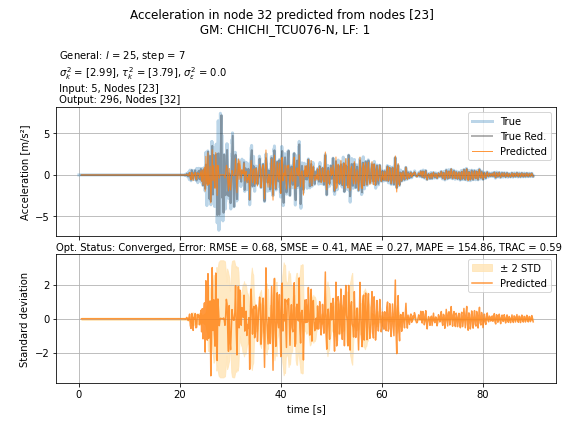 Acceleration in node 32 predicted from nodes [23]
GM: CHICHI_TCU076-N, LF: 1
General: l = 25, step = 7
σ²ₖ = [2.99], τ²ₖ = [3.79], σ²ε = 0.0
Input: 5, Nodes [23]
Output: 296, Nodes [32]
True
True Red.
Predicted
Acceleration [m/s²]
5
0
−5
Opt. Status: Converged, Error: RMSE = 0.68, SMSE = 0.41, MAE = 0.27, MAPE = 154.86, TRAC = 0.59
± 2 STD
Predicted
Standard deviation
2
0
−2
0 20 40 60 80
time [s]